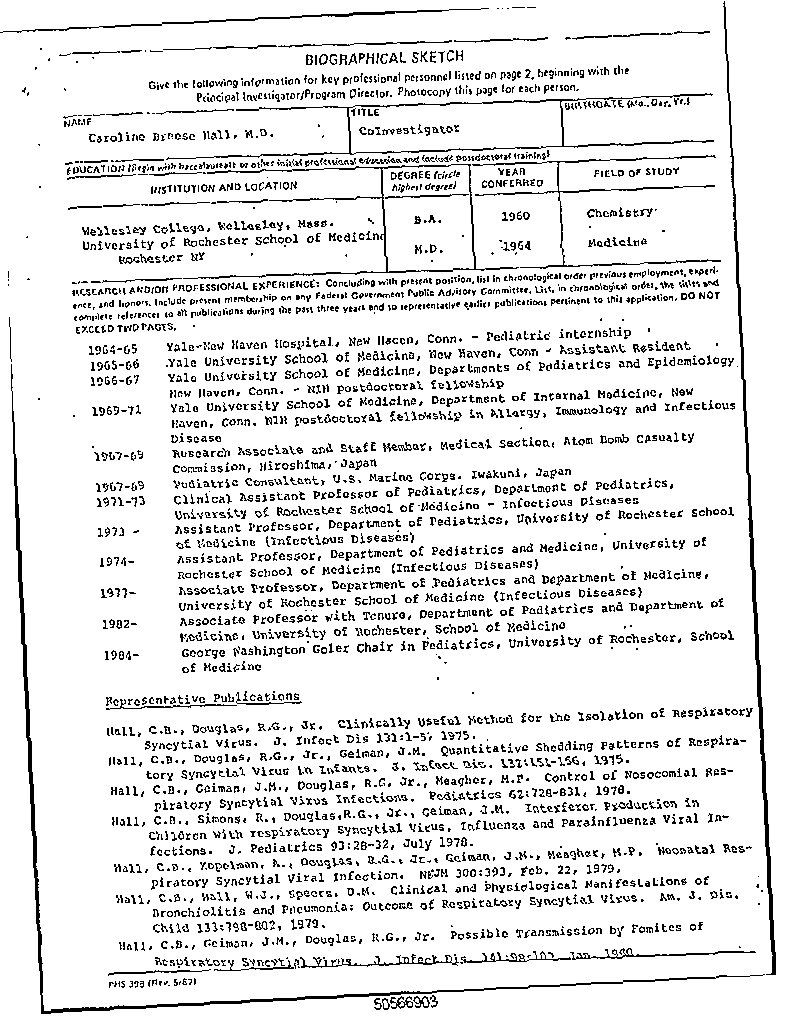 BIOGRAPHICAL SKETCH
Give the following information for key professional personnel listed on page 2, beginning with the
Principal Investigator/Program Director. Photocopy this page for each person.
NAME
TITLE
BIRTHDATE (Mo., Day, Yr.)
Caroline Breese Hall, M.D.
CoInvestigator
EDUCATION (Begin with baccalaureate or other initial professional education and include postdoctoral training)
INSTITUTION AND LOCATION
DEGREE (circle highest degree)
YEAR CONFERRED
FIELD OF STUDY
Wellesley College, Wellesley, Mass.
B.A.
1960
Chemistry
University of Rochester School of Medicine
Rochester NY
M.D.
1964
Medicine
RESEARCH AND/OR PROFESSIONAL EXPERIENCE: Concluding with present position, list in chronological order previous employment, experi-
ence, and honors. Include present membership on any Federal Government Public Advisory Committee. List, in chronological order, the titles and
complete references to all publications during the past three years and to representative earlier publications pertinent to this application. DO NOT
EXCEED TWO PAGES.
1964-65 Yale-New Haven Hospital, New Hacen, Conn. - Pediatric internship
1965-66 Yale University School of Medicine, New Haven, Conn - Assistant Resident
1966-67 Yale University School of Medicine, Departments of Pediatrics and Epidemiology
New Haven, Conn. - NIH postdoctoral fellowship
1969-71 Yale University School of Medicine, Department of Internal Medicine, New
Haven, Conn. NIH postdoctoral fellowship in Allergy, Immunology and Infectious
Disease
1967-69 Research Associate and Staff Member, Medical Section, Atom Bomb Casualty
Commission, Hiroshima, Japan
1967-69 Pediatric Consultant, U.S. Marine Corps. Iwakuni, Japan
1971-73 Clinical Assistant Professor of Pediatrics, Department of Pediatrics,
University of Rochester School of Medicine - Infectious Diseases
1973 - Assistant Professor, Department of Pediatrics, University of Rochester School
of Medicine (Infectious Diseases)
1974- Assistant Professor, Department of Pediatrics and Medicine, University of
Rochester School of Medicine (Infectious Diseases)
1977- Associate Professor, Department of Pediatrics and Department of Medicine,
University of Rochester School of Medicine (Infectious Diseases)
1982- Associate Professor with Tenure, Department of Pediatrics and Department of
Medicine, University of Rochester, School of Medicine
1984- George Washington Goler Chair in Pediatrics, University of Rochester, School
of Medicine
Representative Publications
Hall, C.B., Douglas, R.G., Jr. Clinically Useful Method for the Isolation of Respiratory
Syncytial Virus. J. Infect Dis 131:1-5, 1975.
Hall, C.B., Douglas, R.G., Jr., Geiman, J.M. Quantitative Shedding Patterns of Respira-
tory Syncytial Virus in Infants. J. Infect Dis. 132:151-156, 1975.
Hall, C.B., Geiman, J.M., Douglas, R.G, Jr., Meagher, M.P. Control of Nosocomial Res-
piratory Syncytial Virus Infections. Pediatrics 62:728-831, 1978.
Hall, C.B., Simons, R., Douglas,R.G., Jr., Geiman, J.M. Interferon Production in
Children with respiratory Syncytial Virus, Influenza and Parainfluenza Viral In-
fections. J. Pediatrics 93:28-32, July 1978.
Hall, C.B., Kopelman, A., Douglas, R.G., Jr., Geiman, J.M., Meagher, M.P. Neonatal Res-
piratory Syncytial Viral Infection. NEJM 300:393, Feb. 22, 1979.
Hall, C.B., Hall, W.J., Speers, D.M. Clinical and Physiological Manifestations of
Bronchiolitis and Pneumonia: Outcome of Respiratory Syncytial Virus. Am. J. Dis.
Child 133:798-802, 1979.
Hall, C.B., Geiman, J.M., Douglas, R.G., Jr. Possible Transmission by Fomites of
Respiratory Syncytial Virus. J. Infect Dis. 141:98-102, Jan. 1980.
PHS 398 (Rev. 5/82)
50566903